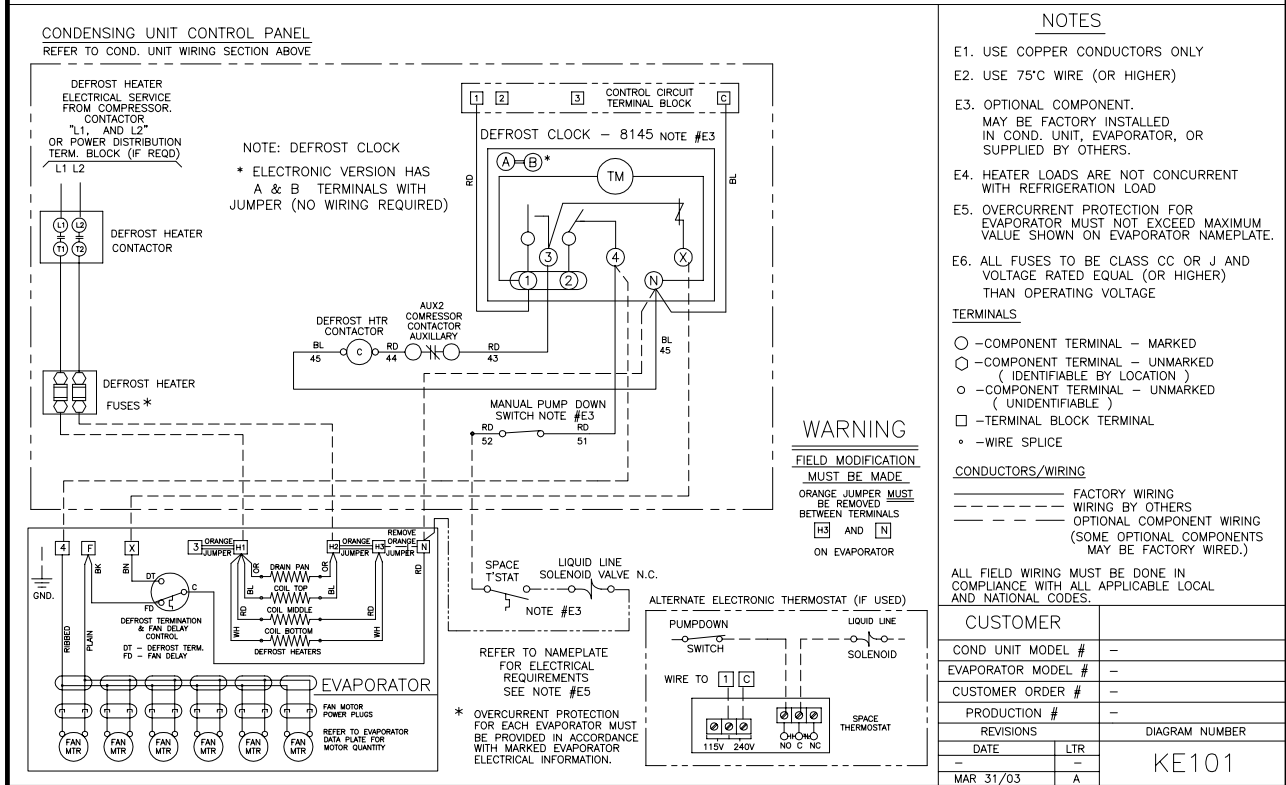 CONDENSING UNIT CONTROL PANEL
REFER TO COND. UNIT WIRING SECTION ABOVE
DEFROST HEATER
ELECTRICAL SERVICE
FROM COMPRESSOR.
CONTACTOR
"L1, AND L2"
OR POWER DISTRIBUTION
TERM. BLOCK (IF REQD)
L1 L2
L1 L2
T1 T2
DEFROST HEATER
CONTACTOR
NOTE: DEFROST CLOCK
* ELECTRONIC VERSION HAS
A & B TERMINALS WITH
JUMPER (NO WIRING REQUIRED)
1 2 3 CONTROL CIRCUIT C
TERMINAL BLOCK
DEFROST CLOCK - 8145 NOTE #E3
A B *
TM
RD
BL
3 4 X
1 2 N
DEFROST HTR
CONTACTOR
AUX2
COMRESSOR
CONTACTOR
AUXILLARY
BL
45
C
RD
44
RD
43
BL
45
DEFROST HEATER
FUSES *
MANUAL PUMP DOWN
SWITCH NOTE #E3
RD
52
RD
51
WARNING
FIELD MODIFICATION
MUST BE MADE
ORANGE JUMPER MUST
BE REMOVED
BETWEEN TERMINALS
H3 AND N
ON EVAPORATOR
4 F X 3 ORANGE JUMPER H1 H2 ORANGE JUMPER H3 REMOVE ORANGE JUMPER N
GND.
BK
BN
DT
C
FD
OR
DRAIN PAN
OR
BL
COIL TOP
BL
RD
COIL MIDDLE
RD
WH
COIL BOTTOM
WH
DEFROST HEATERS
RD
RIBBED
PLAIN
DEFROST TERMINATION
& FAN DELAY
CONTROL
DT - DEFROST TERM.
FD - FAN DELAY
EVAPORATOR
FAN MOTOR
POWER PLUGS
REFER TO EVAPORATOR
DATA PLATE FOR
MOTOR QUANTITY
FAN MTR
FAN MTR
FAN MTR
FAN MTR
FAN MTR
FAN MTR
SPACE
T'STAT
LIQUID LINE
SOLENOID VALVE N.C.
NOTE #E3
REFER TO NAMEPLATE
FOR ELECTRICAL
REQUIREMENTS
SEE NOTE #E5
* OVERCURRENT PROTECTION
FOR EACH EVAPORATOR MUST
BE PROVIDED IN ACCORDANCE
WITH MARKED EVAPORATOR
ELECTRICAL INFORMATION.
ALTERNATE ELECTRONIC THERMOSTAT (IF USED)
PUMPDOWN
SWITCH
LIQUID LINE
SOLENOID
WIRE TO 1 C
115V 240V
NO C NC
SPACE
THERMOSTAT
NOTES
E1. USE COPPER CONDUCTORS ONLY
E2. USE 75°C WIRE (OR HIGHER)
E3. OPTIONAL COMPONENT.
MAY BE FACTORY INSTALLED
IN COND. UNIT, EVAPORATOR, OR
SUPPLIED BY OTHERS.
E4. HEATER LOADS ARE NOT CONCURRENT
WITH REFRIGERATION LOAD
E5. OVERCURRENT PROTECTION FOR
EVAPORATOR MUST NOT EXCEED MAXIMUM
VALUE SHOWN ON EVAPORATOR NAMEPLATE.
E6. ALL FUSES TO BE CLASS CC OR J AND
VOLTAGE RATED EQUAL (OR HIGHER)
THAN OPERATING VOLTAGE
TERMINALS
-COMPONENT TERMINAL - MARKED
-COMPONENT TERMINAL - UNMARKED
( IDENTIFIABLE BY LOCATION )
-COMPONENT TERMINAL - UNMARKED
( UNIDENTIFIABLE )
-TERMINAL BLOCK TERMINAL
-WIRE SPLICE
CONDUCTORS/WIRING
FACTORY WIRING
WIRING BY OTHERS
OPTIONAL COMPONENT WIRING
(SOME OPTIONAL COMPONENTS
MAY BE FACTORY WIRED.)
ALL FIELD WIRING MUST BE DONE IN
COMPLIANCE WITH ALL APPLICABLE LOCAL
AND NATIONAL CODES.
CUSTOMER
COND UNIT MODEL # -
EVAPORATOR MODEL # -
CUSTOMER ORDER # -
PRODUCTION # -
REVISIONS DIAGRAM NUMBER
DATE LTR
- -
MAR 31/03 A
KE101